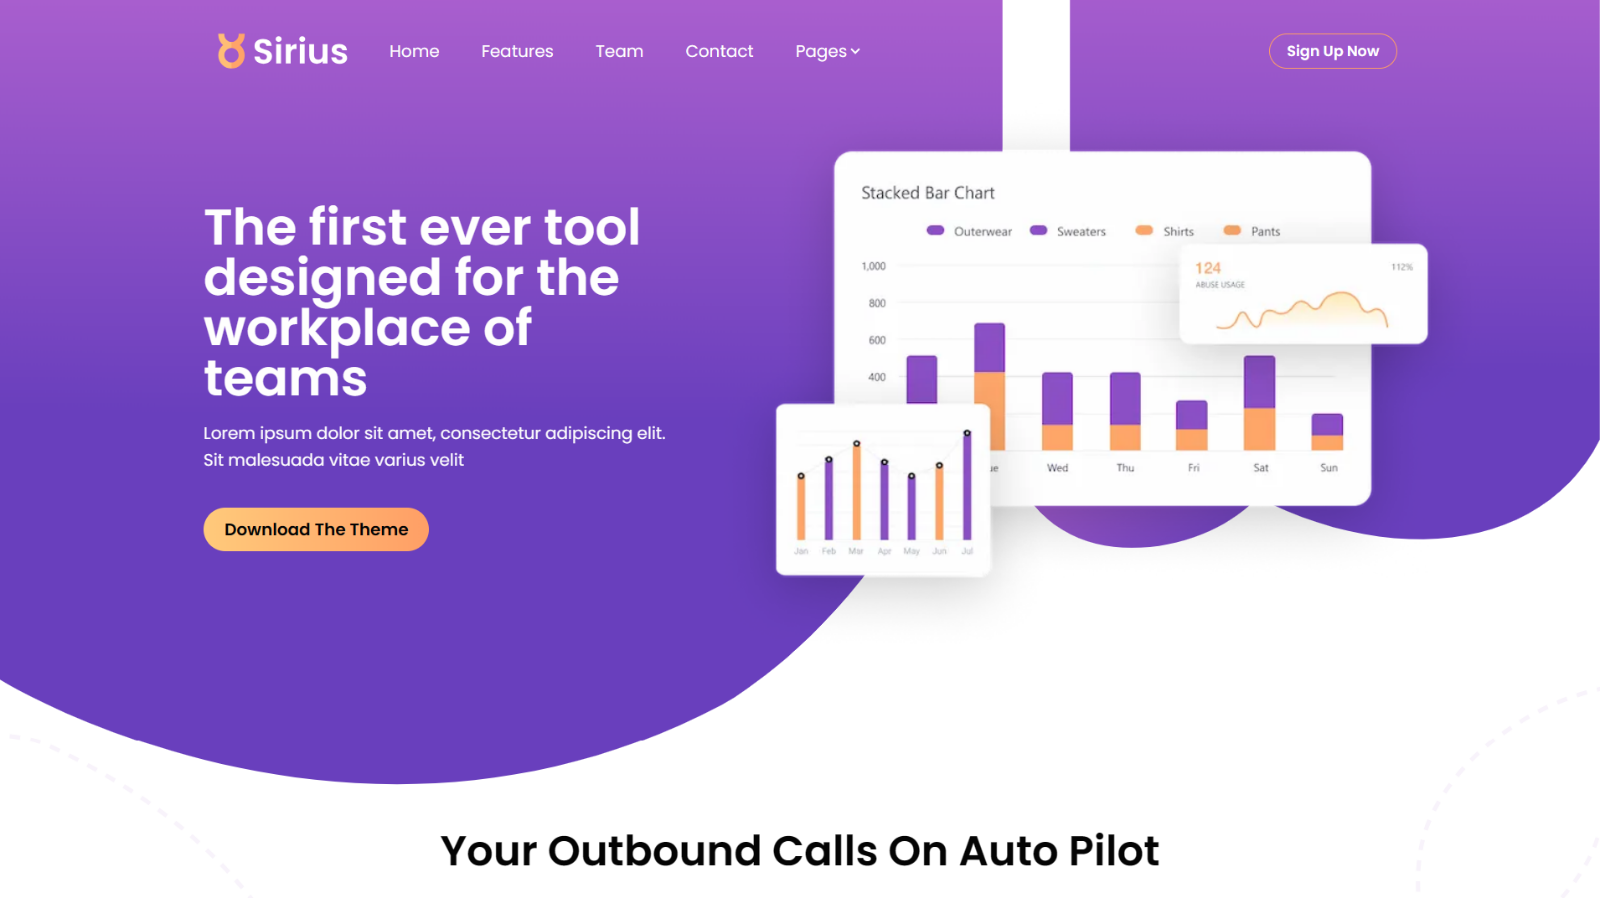 Sirius
Home
Features
Team
Contact
Pages
Sign Up Now
The first ever tool
designed for the
workplace of
teams
Lorem ipsum dolor sit amet, consectetur adipiscing elit.
Sit malesuada vitae varius velit
Download The Theme
Stacked Bar Chart
Outerwear
Sweaters
Shirts
Pants
1,000
800
600
400
124
112%
ABUSE USAGE
Wed
Thu
Fri
Sat
Sun
Jan
Feb
Mar
Apr
May
Jun
Jul
Your Outbound Calls On Auto Pilot